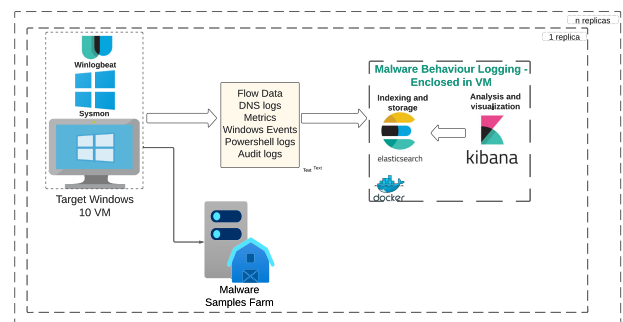 n replicas
1 replica
Winlogbeat
Sysmon
Target Windows
10 VM
Flow Data
DNS logs
Metrics
Windows Events
Powershell logs
Audit logs
Text Text
Malware Behaviour Logging -
Enclosed in VM
Indexing and
storage
elasticsearch
Analysis and
visualization
kibana
docker
Malware
Samples Farm